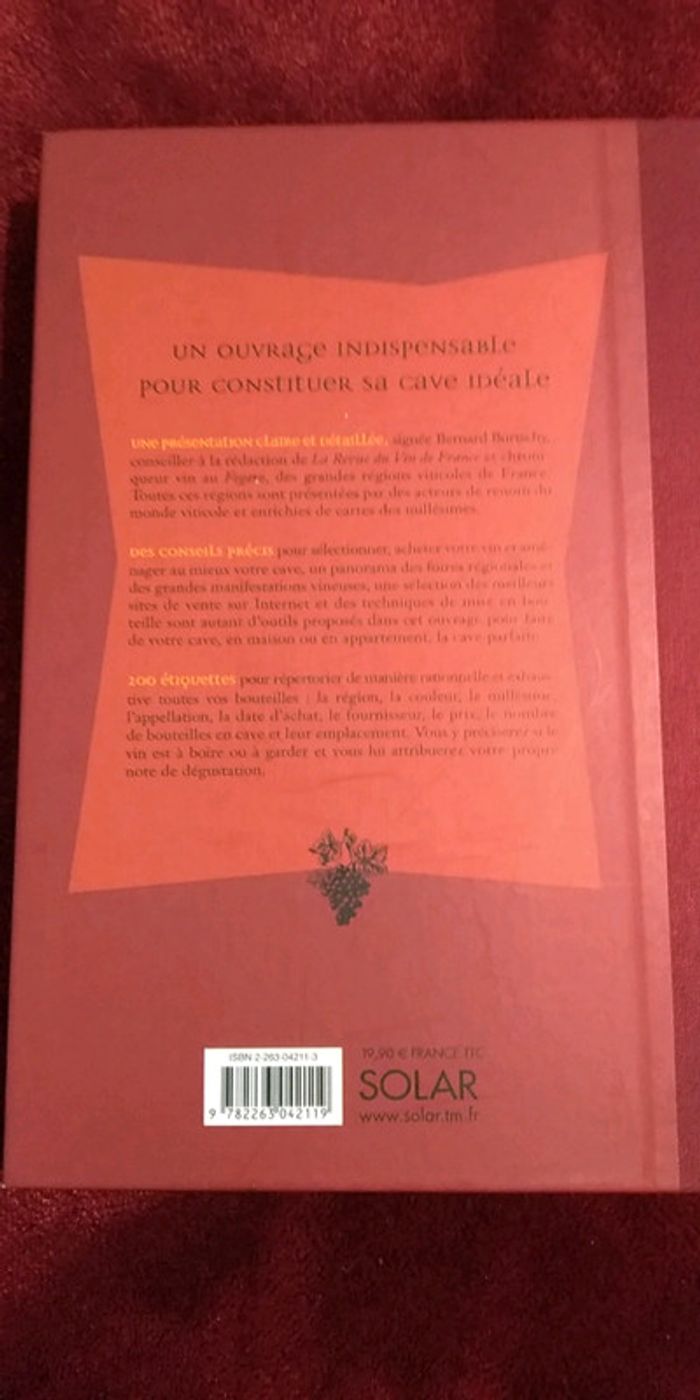 UN OUVRAGE INDISPENSABLE
POUR CONSTITUER SA CAVE IDÉALE
UNE PRÉSENTATION CLAIRE ET DÉTAILLÉE, signée Bernard Burtschy,
conseiller à la rédaction de La Revue du Vin de France et chroni-
queur vin au Figaro, des grandes régions viticoles de France.
Toutes ces régions sont présentées par des acteurs de renom du
monde viticole et enrichies de cartes des millésimes.
DES CONSEILS PRÉCIS pour sélectionner, acheter votre vin et amé-
nager au mieux votre cave, un panorama des foires régionales et
des grandes manifestations vineuses, une sélection des meilleurs
sites de vente sur Internet et des techniques de mise en bou-
teille sont autant d'outils proposés dans cet ouvrage pour faire
de votre cave, en maison ou en appartement, la cave parfaite.
200 ÉTIQUETTES pour répertorier de manière rationnelle et exhaus-
tive toutes vos bouteilles : la région, la couleur, le millésime,
l'appellation, la date d'achat, le fournisseur, le prix, le nombre
de bouteilles en cave et leur emplacement. Vous y préciserez si le
vin est à boire ou à garder et vous lui attribuerez votre propre
note de dégustation.
ISBN 2-263-04211-3
9 782263 042119
19,90 € FRANCE TTC
SOLAR
www.solar.tm.fr